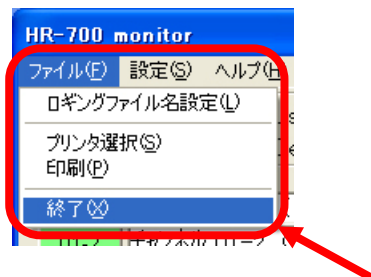 HR-700 monitor
ファイル(F) 設定(S) ヘルプ(H
ロギングファイル名設定(L)
プリンタ選択(S)
印刷(P)
終了(X)